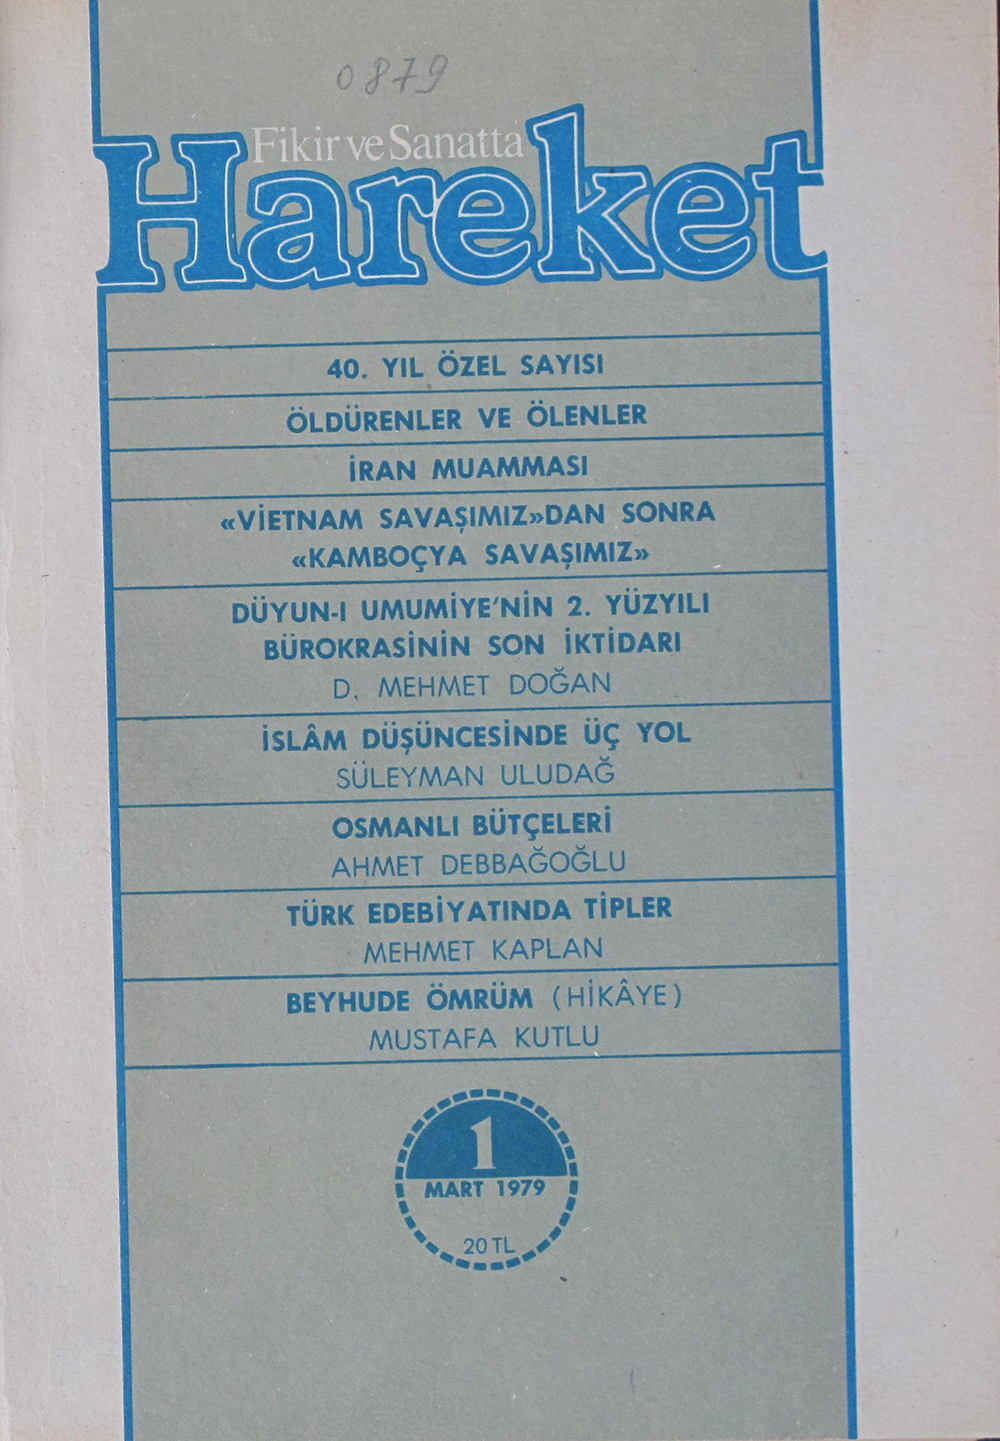 0879
Fikir ve Sanatta
Hareket
40. YIL ÖZEL SAYISI
ÖLDÜRENLER VE ÖLENLER
İRAN MUAMMASI
«VİETNAM SAVAŞIMIZ»DAN SONRA
«KAMBOÇYA SAVAŞIMIZ»
DÜYUN-I UMUMİYE'NİN 2. YÜZYILI
BÜROKRASİNİN SON İKTİDARI
D. MEHMET DOĞAN
İSLÂM DÜŞÜNCESİNDE ÜÇ YOL
SÜLEYMAN ULUDAĞ
OSMANLI BÜTÇELERİ
AHMET DEBBAĞOĞLU
TÜRK EDEBİYATINDA TİPLER
MEHMET KAPLAN
BEYHUDE ÖMRÜM (HİKÂYE)
MUSTAFA KUTLU
1
MART 1979
20 TL